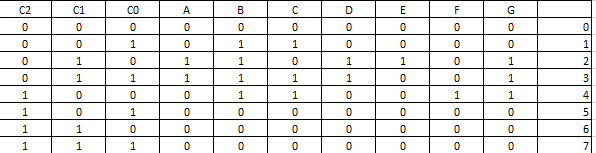 C2 C1 C0 A B C D E F G
0 0 0 0 0 0 0 0 0 0 0
0 0 1 0 1 1 0 0 0 0 1
0 1 0 1 1 0 1 1 0 1 2
0 1 1 1 1 1 1 0 0 1 3
1 0 0 0 1 1 0 0 1 1 4
1 0 1 0 0 0 0 0 0 0 5
1 1 0 0 0 0 0 0 0 0 6
1 1 1 0 0 0 0 0 0 0 7